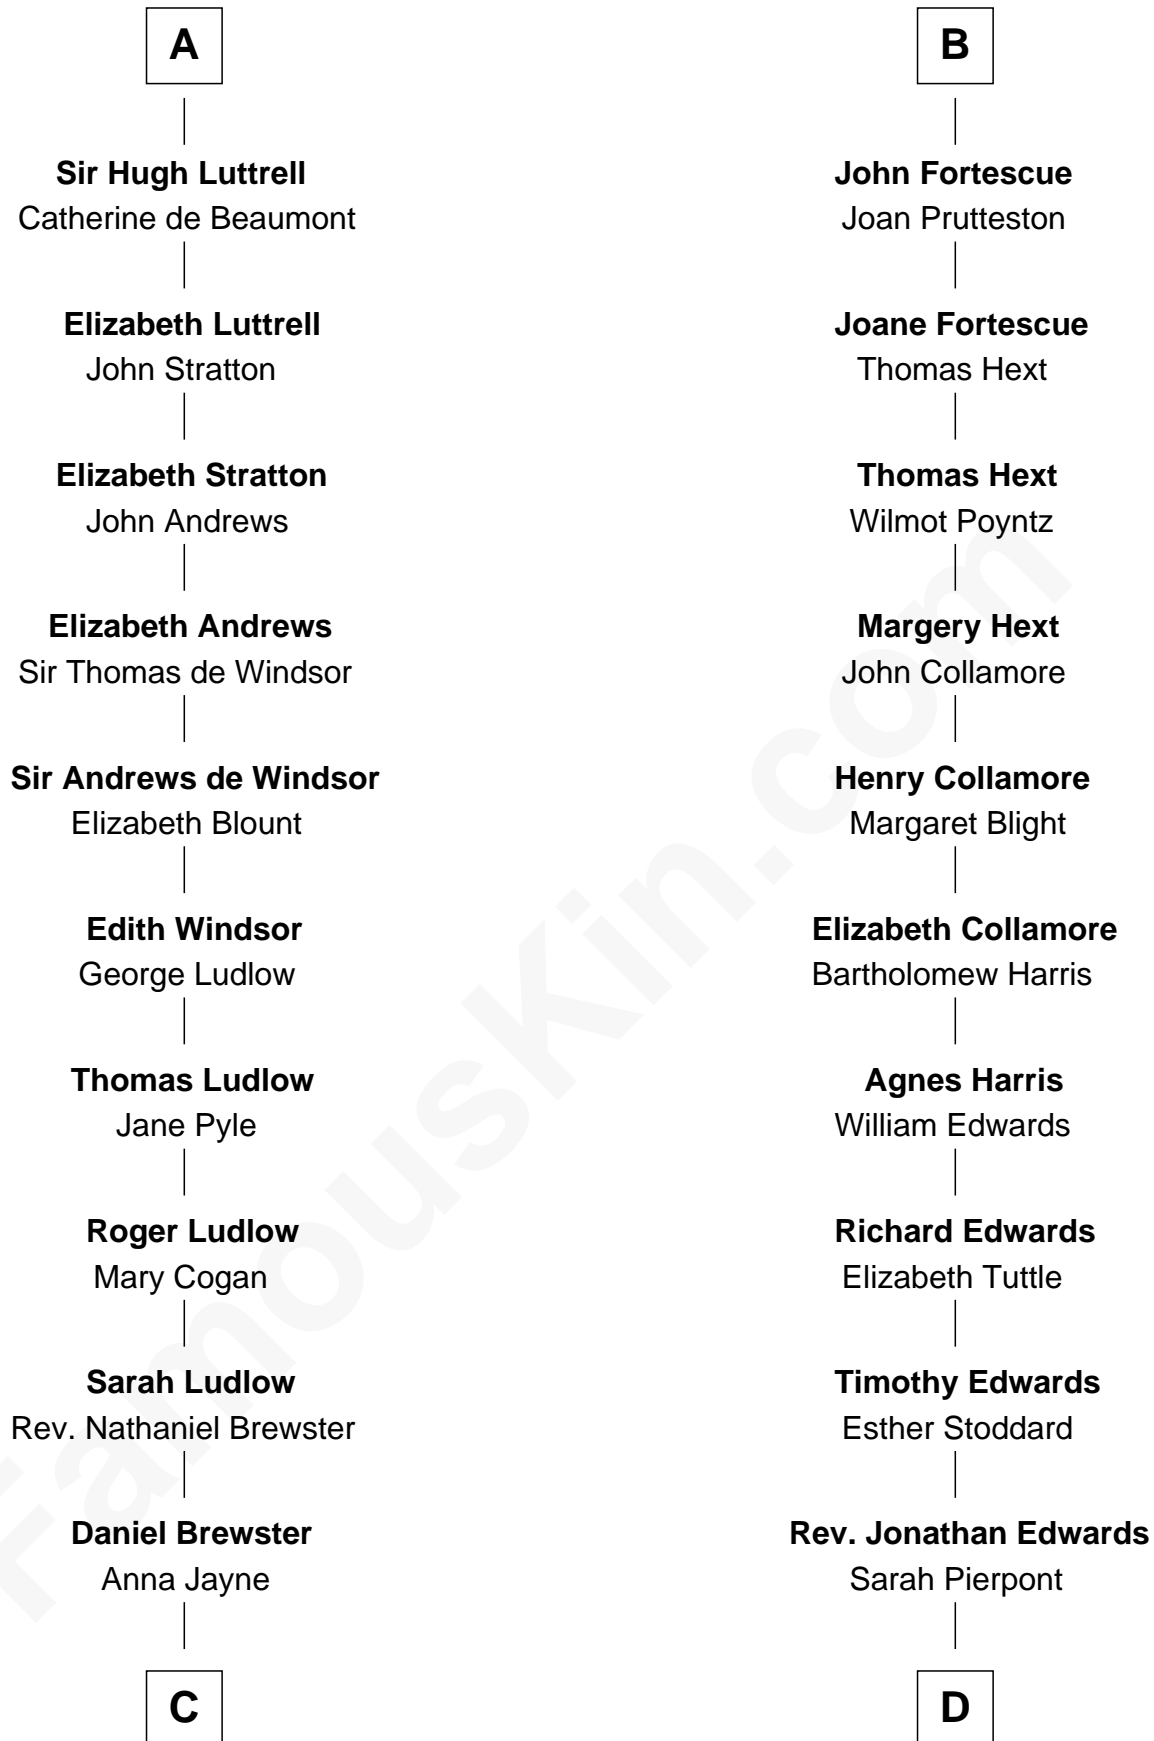 A
Sir Hugh Luttrell
Catherine de Beaumont
Elizabeth Luttrell
John Stratton
Elizabeth Stratton
John Andrews
Elizabeth Andrews
Sir Thomas de Windsor
Sir Andrews de Windsor
Elizabeth Blount
Edith Windsor
George Ludlow
Thomas Ludlow
Jane Pyle
Roger Ludlow
Mary Cogan
Sarah Ludlow
Rev. Nathaniel Brewster
Daniel Brewster
Anna Jayne
C
B
John Fortescue
Joan Prutteston
Joane Fortescue
Thomas Hext
Thomas Hext
Wilmot Poyntz
Margery Hext
John Collamore
Henry Collamore
Margaret Blight
Elizabeth Collamore
Bartholomew Harris
Agnes Harris
William Edwards
Richard Edwards
Elizabeth Tuttle
Timothy Edwards
Esther Stoddard
Rev. Jonathan Edwards
Sarah Pierpont
D
FamousKin.com